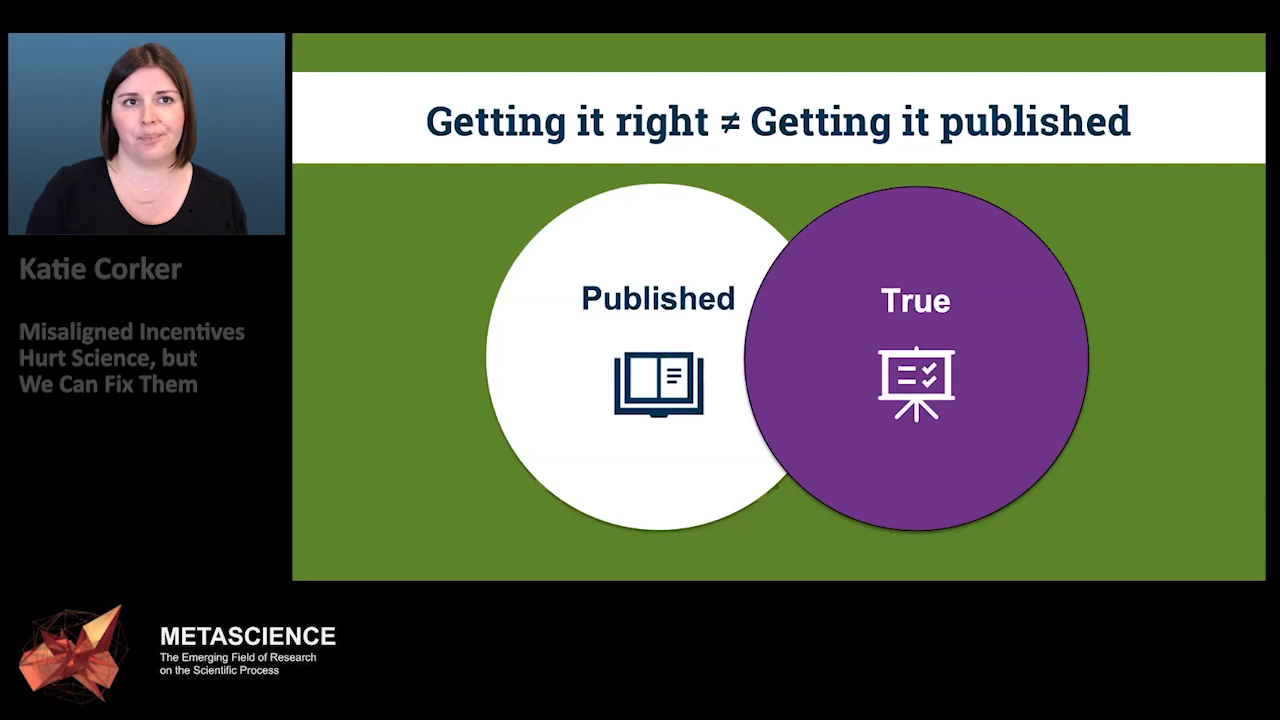 Getting it right ≠ Getting it published
Published
True
Katie Corker
Misaligned Incentives
Hurt Science, but
We Can Fix Them
METASCIENCE
The Emerging Field of Research
on the Scientific Process